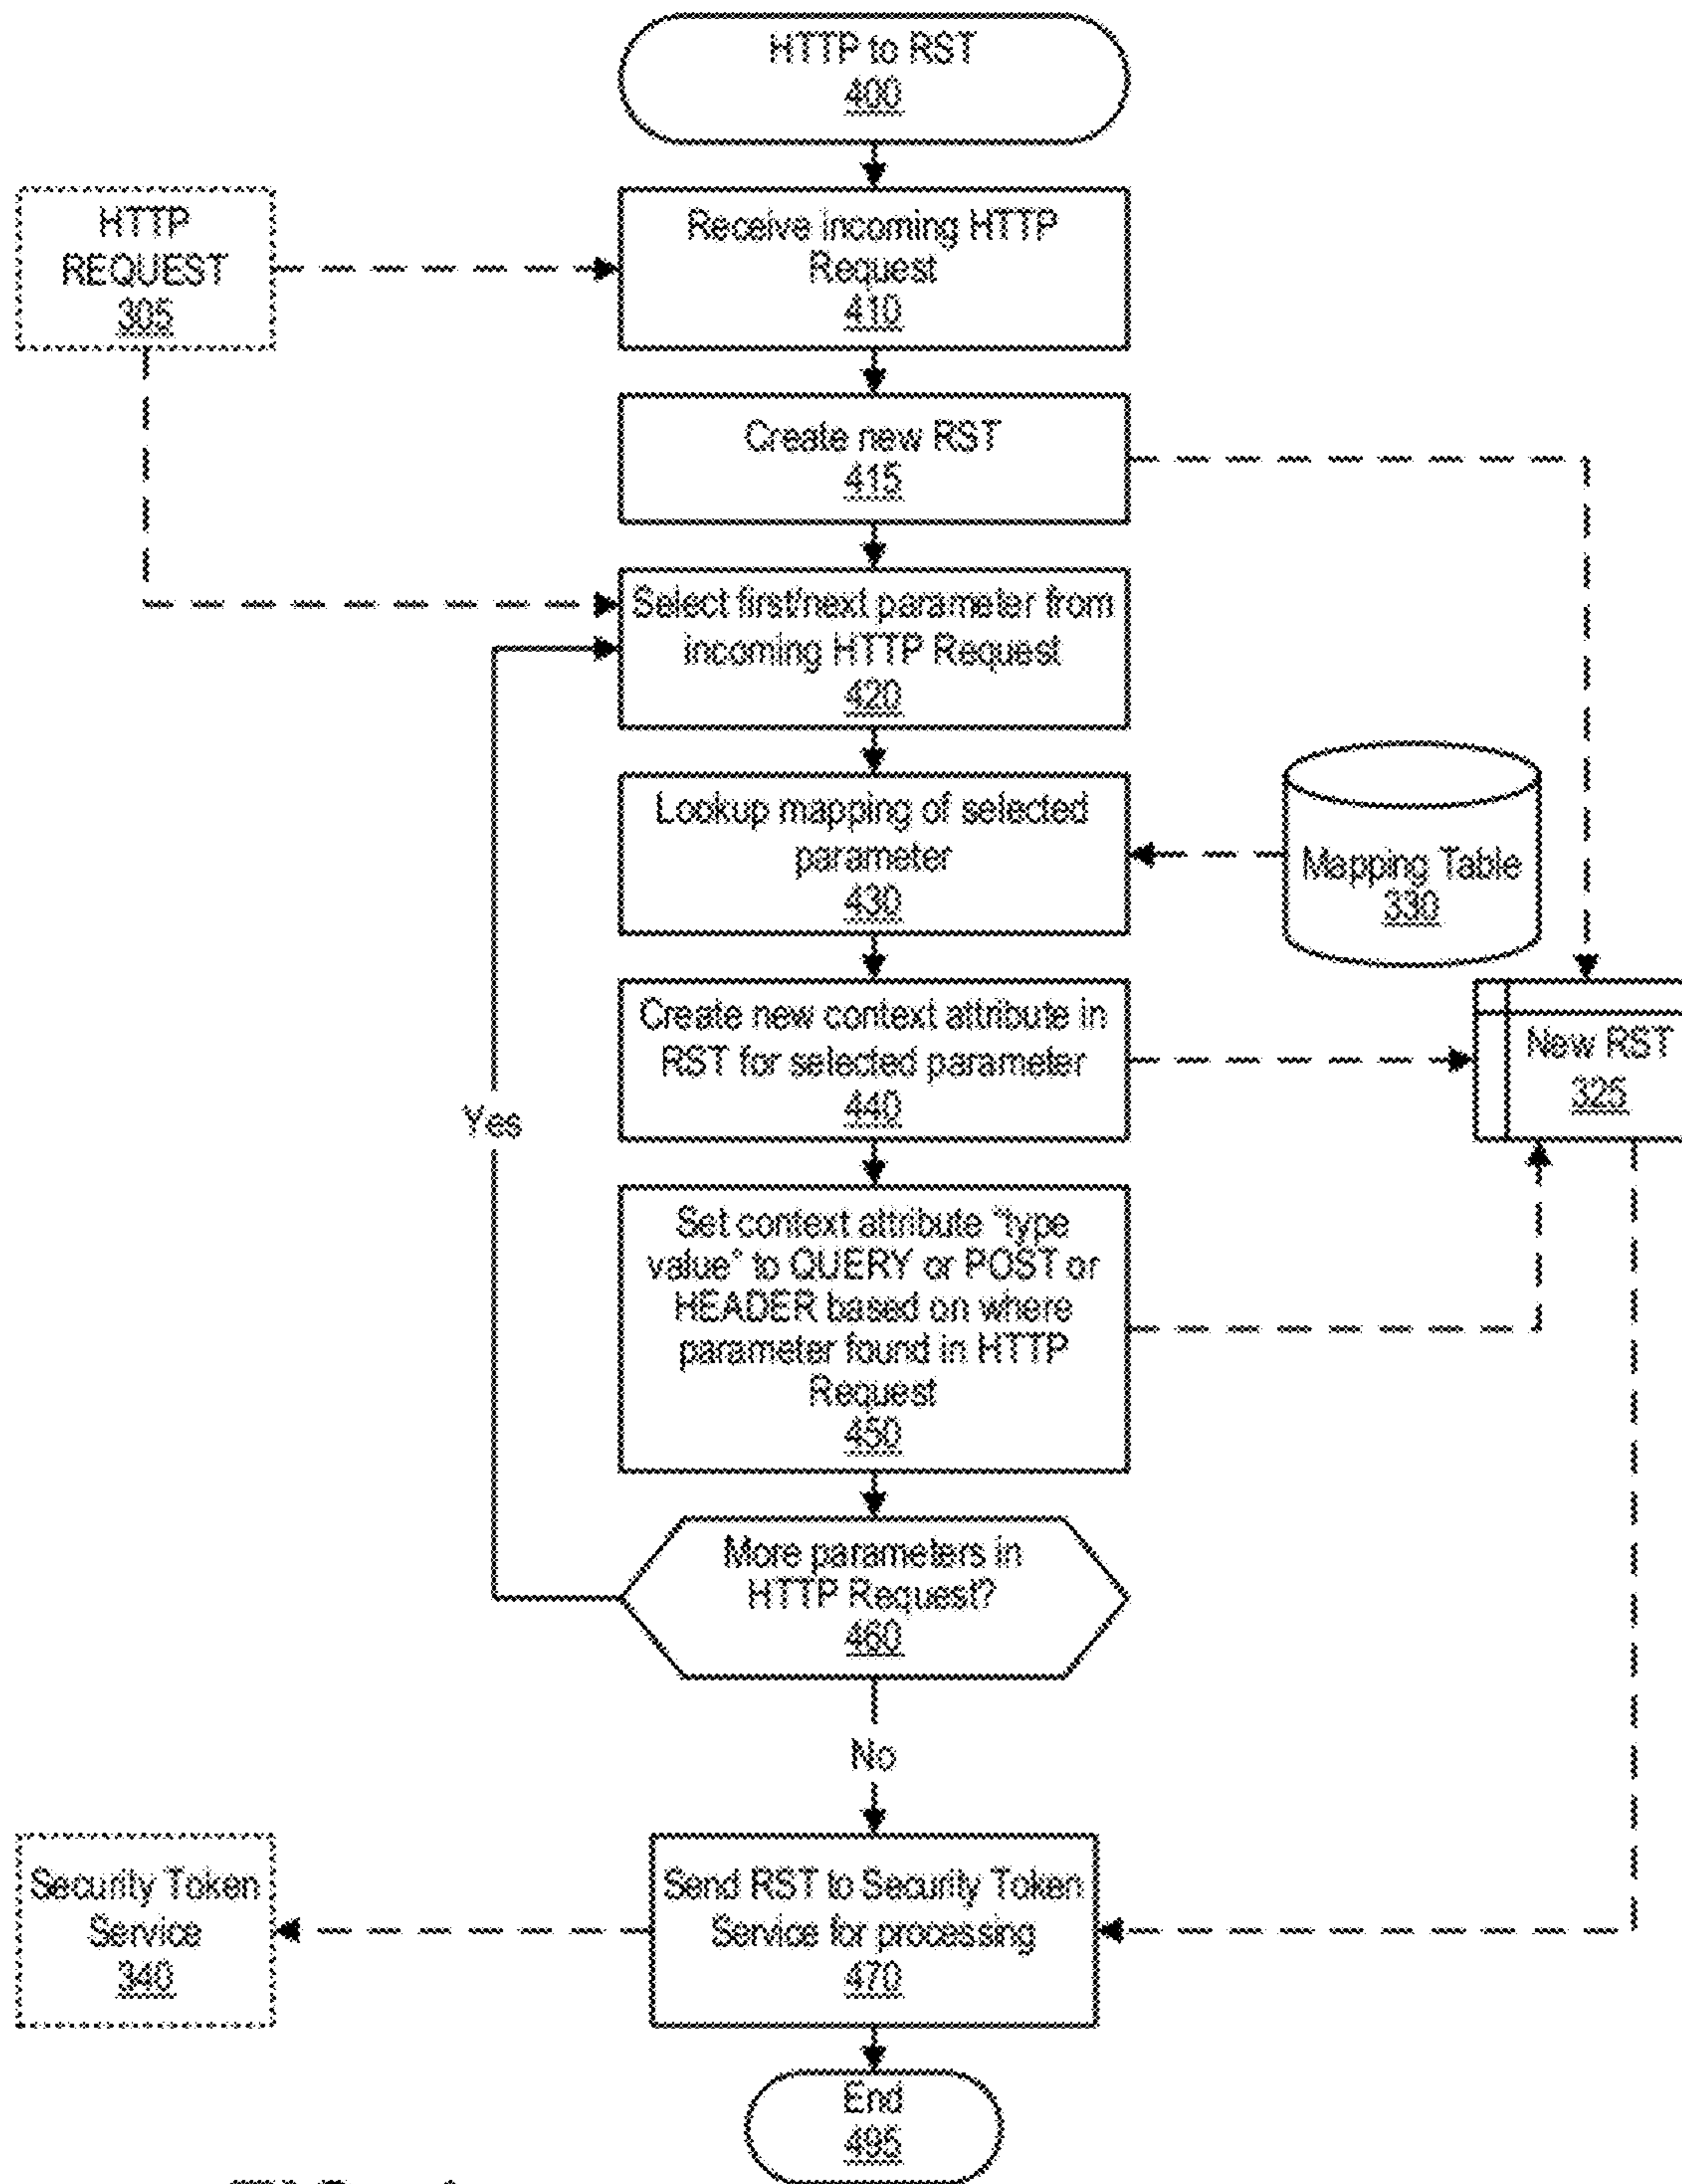 HTTP to RST
400
HTTP
REQUEST
305
Receive incoming HTTP
Request
410
Create new RST
415
Select first/next parameter from
incoming HTTP Request
420
Lookup mapping of selected
parameter
430
Mapping Table
330
Create new context attribute in
RST for selected parameter
440
New RST
325
Yes
Set context attribute "type
value" to QUERY or POST or
HEADER based on where
parameter found in HTTP
Request
450
More parameters in
HTTP Request?
460
No
Security Token
Service
340
Send RST to Security Token
Service for processing
470
End
495